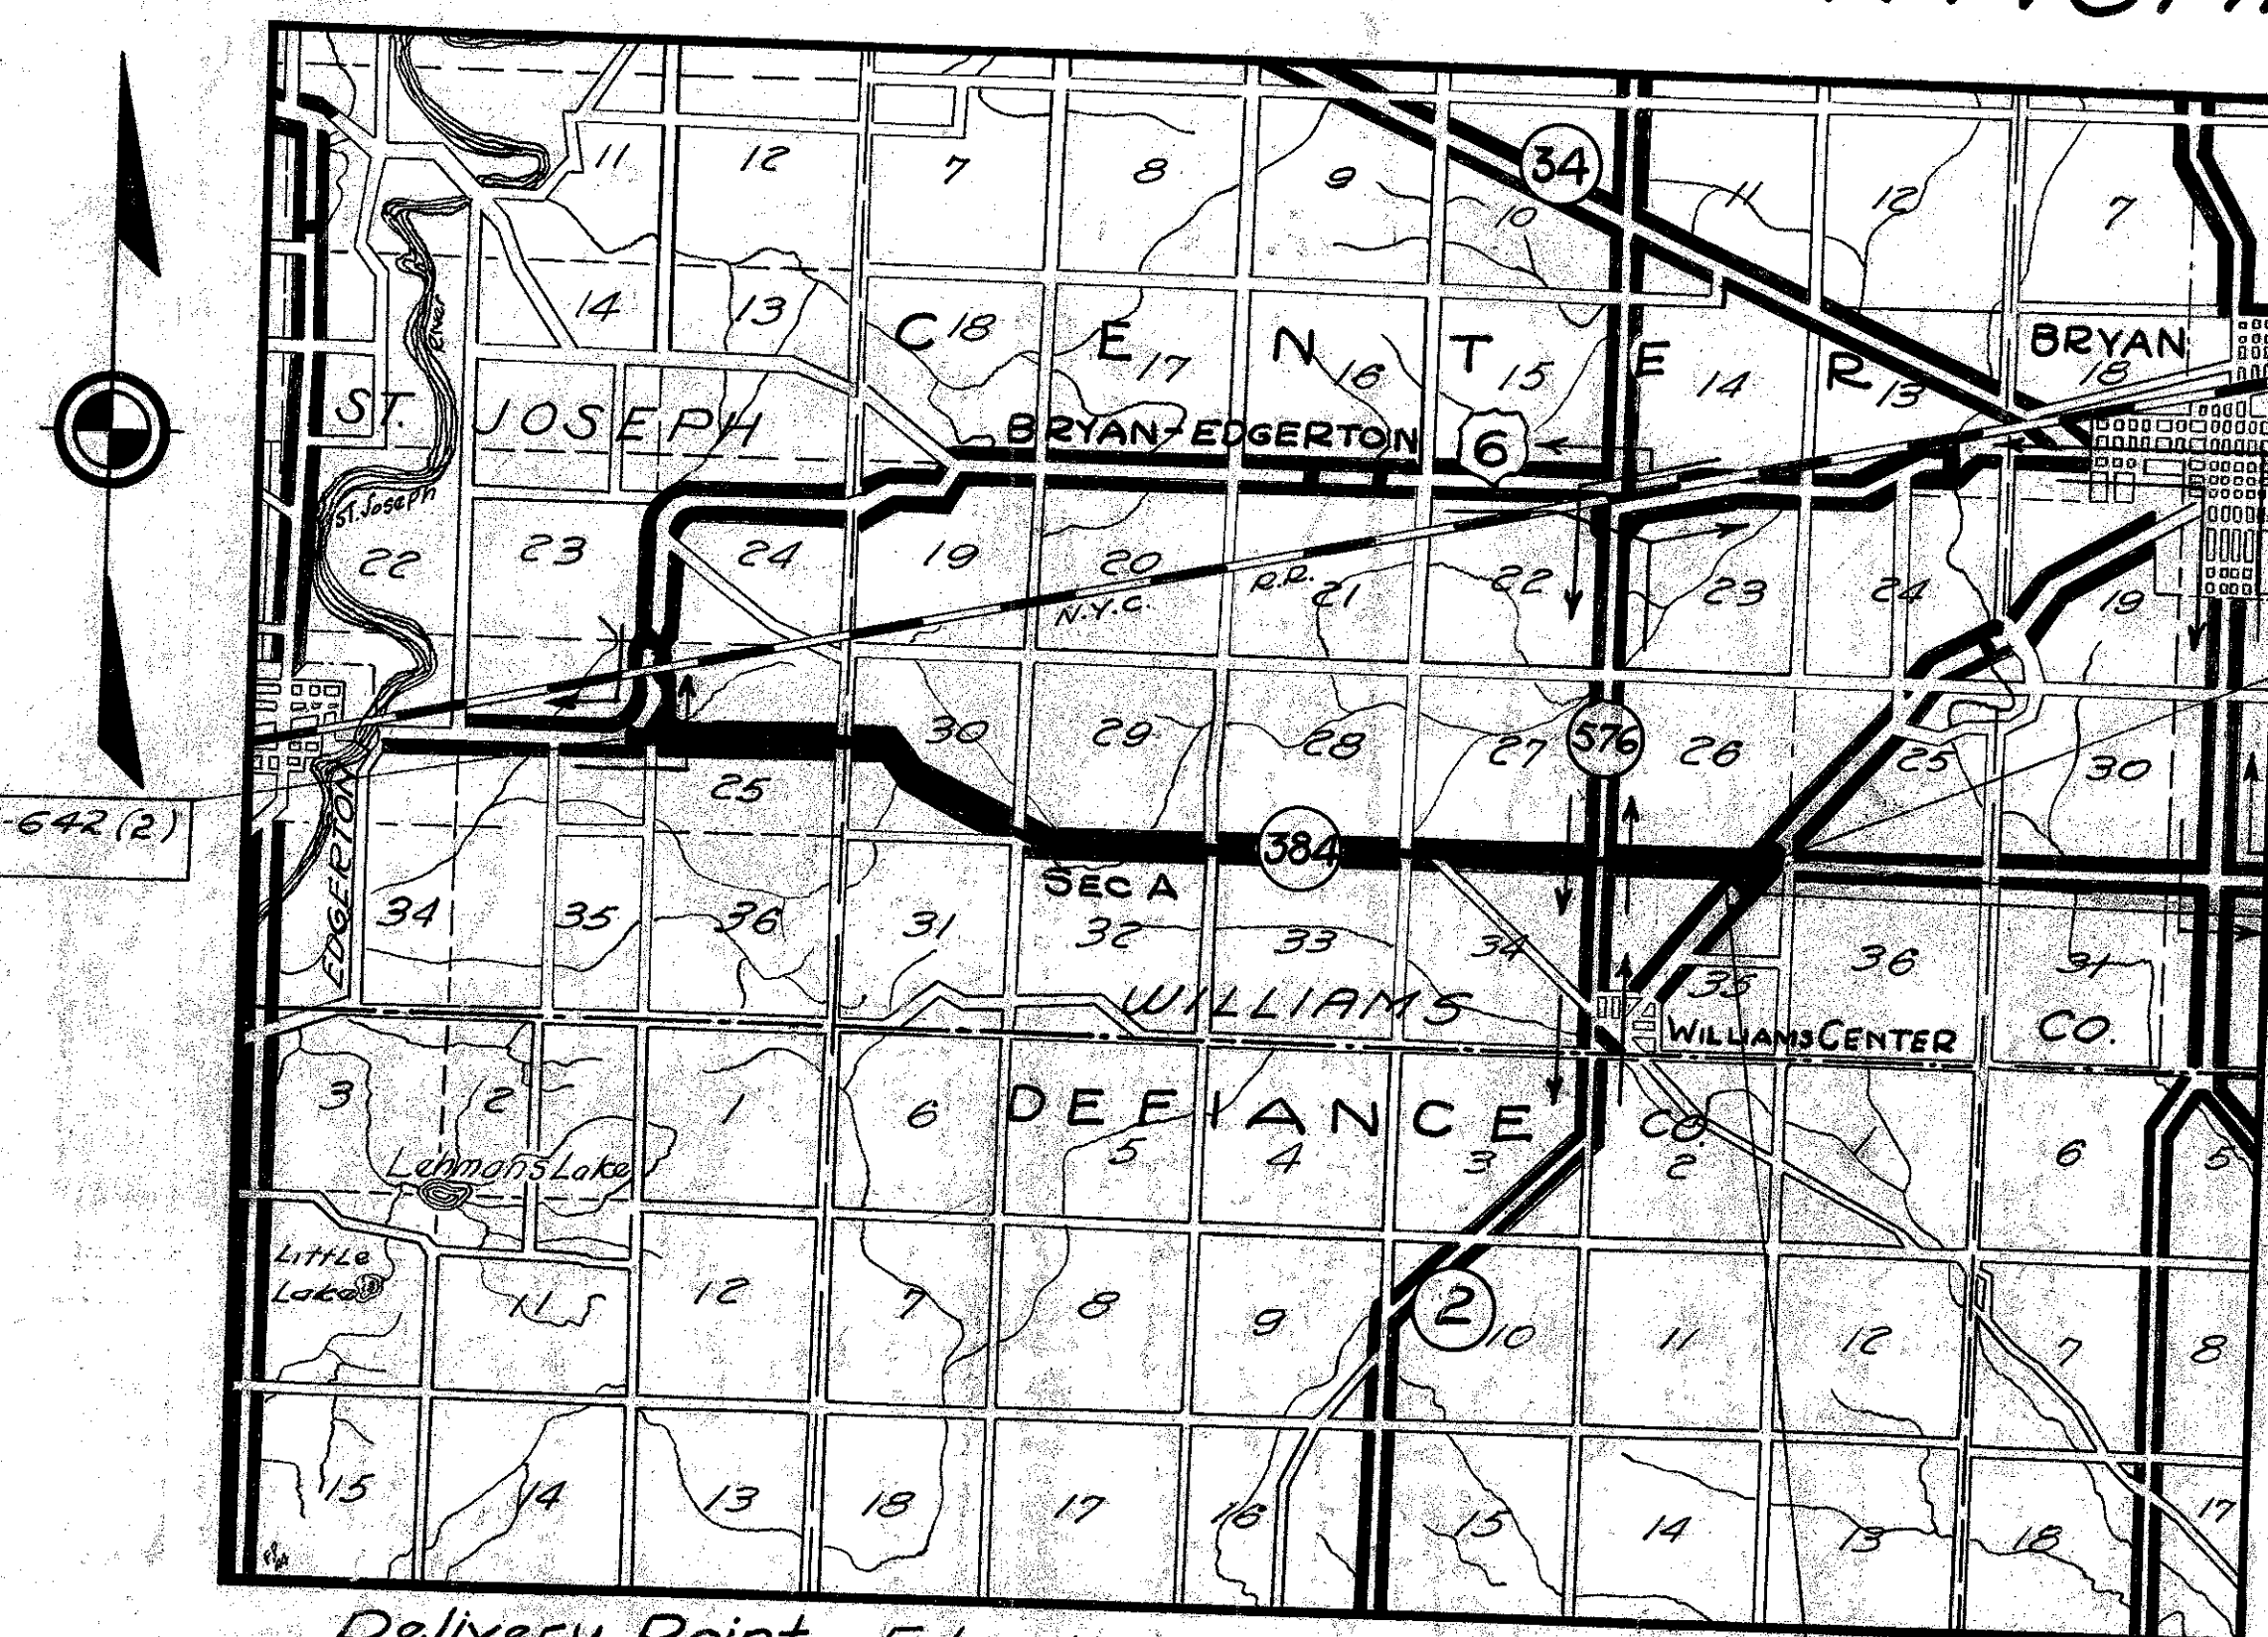 11 12 7 8 9 10 34 11 12 7
14 13 18 17 16 15 14 13 18
C E N T E R
BRYAN
River
ST. JOSEPH
BRYAN-EDGERTON
6
St. Joseph
22 23 24 19 20 21 22 23 24 19
N.Y.C. R.R.
30 29 28 27 576 26 25 30
25
-642 (2)
EDGERTON
384
SEC A
34 35 36 31 32 33 34 35 36 31
WILLIAMS CO.
WILLIAMS CENTER
DEFIANCE CO.
3 2 1 6 5 4 3 2 6 5
Lehmans Lake
Little
Lake
11 12 7 8 9 2 10 11 12 7 8
15 14 13 18 17 16 15 14 13 18 17
Delivery Point